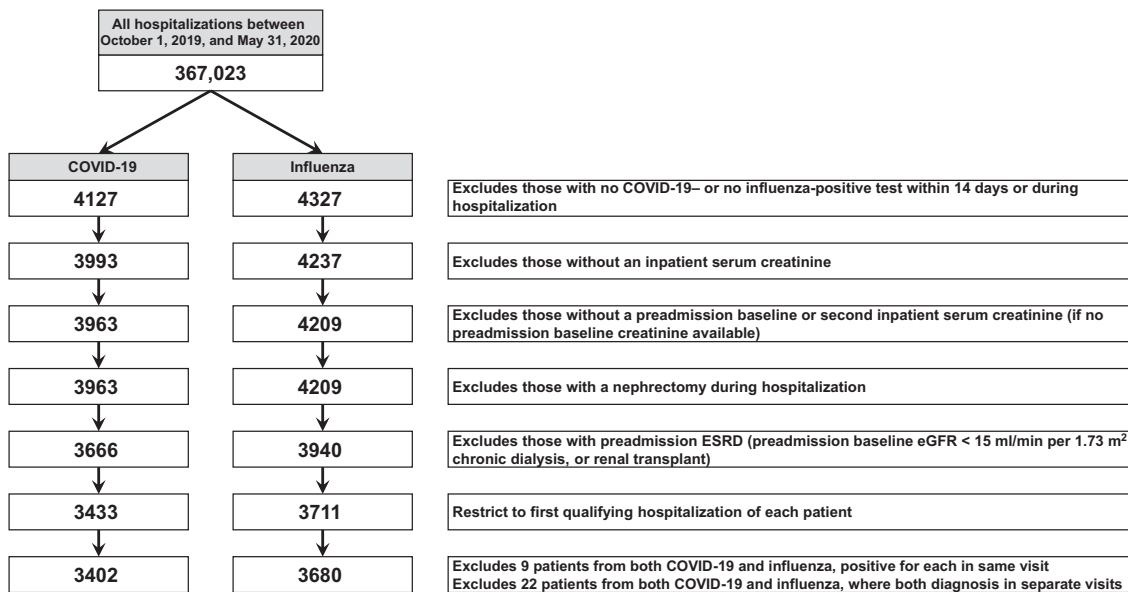 All hospitalizations between
October 1, 2019, and May 31, 2020
367,023
COVID-19
Influenza
4127
4327
Excludes those with no COVID-19– or no influenza-positive test within 14 days or during
hospitalization
3993
4237
Excludes those without an inpatient serum creatinine
3963
4209
Excludes those without a preadmission baseline or second inpatient serum creatinine (if no
preadmission baseline creatinine available)
3963
4209
Excludes those with a nephrectomy during hospitalization
3666
3940
Excludes those with preadmission ESRD (preadmission baseline eGFR < 15 ml/min per 1.73 m²
chronic dialysis, or renal transplant)
3433
3711
Restrict to first qualifying hospitalization of each patient
3402
3680
Excludes 9 patients from both COVID-19 and influenza, positive for each in same visit
Excludes 22 patients from both COVID-19 and influenza, where both diagnosis in separate visits